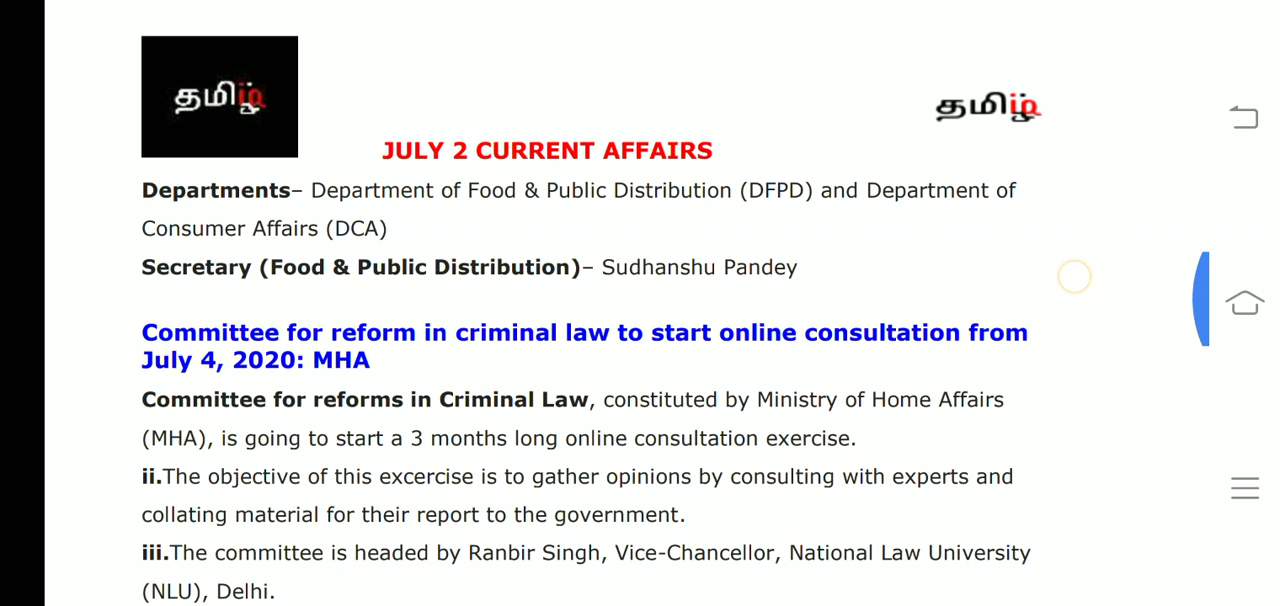 தமிழ்
தமிழ்
JULY 2 CURRENT AFFAIRS
Departments– Department of Food & Public Distribution (DFPD) and Department of
Consumer Affairs (DCA)
Secretary (Food & Public Distribution)– Sudhanshu Pandey
Committee for reform in criminal law to start online consultation from
July 4, 2020: MHA
Committee for reforms in Criminal Law, constituted by Ministry of Home Affairs
(MHA), is going to start a 3 months long online consultation exercise.
ii.The objective of this excercise is to gather opinions by consulting with experts and
collating material for their report to the government.
iii.The committee is headed by Ranbir Singh, Vice-Chancellor, National Law University
(NLU), Delhi.